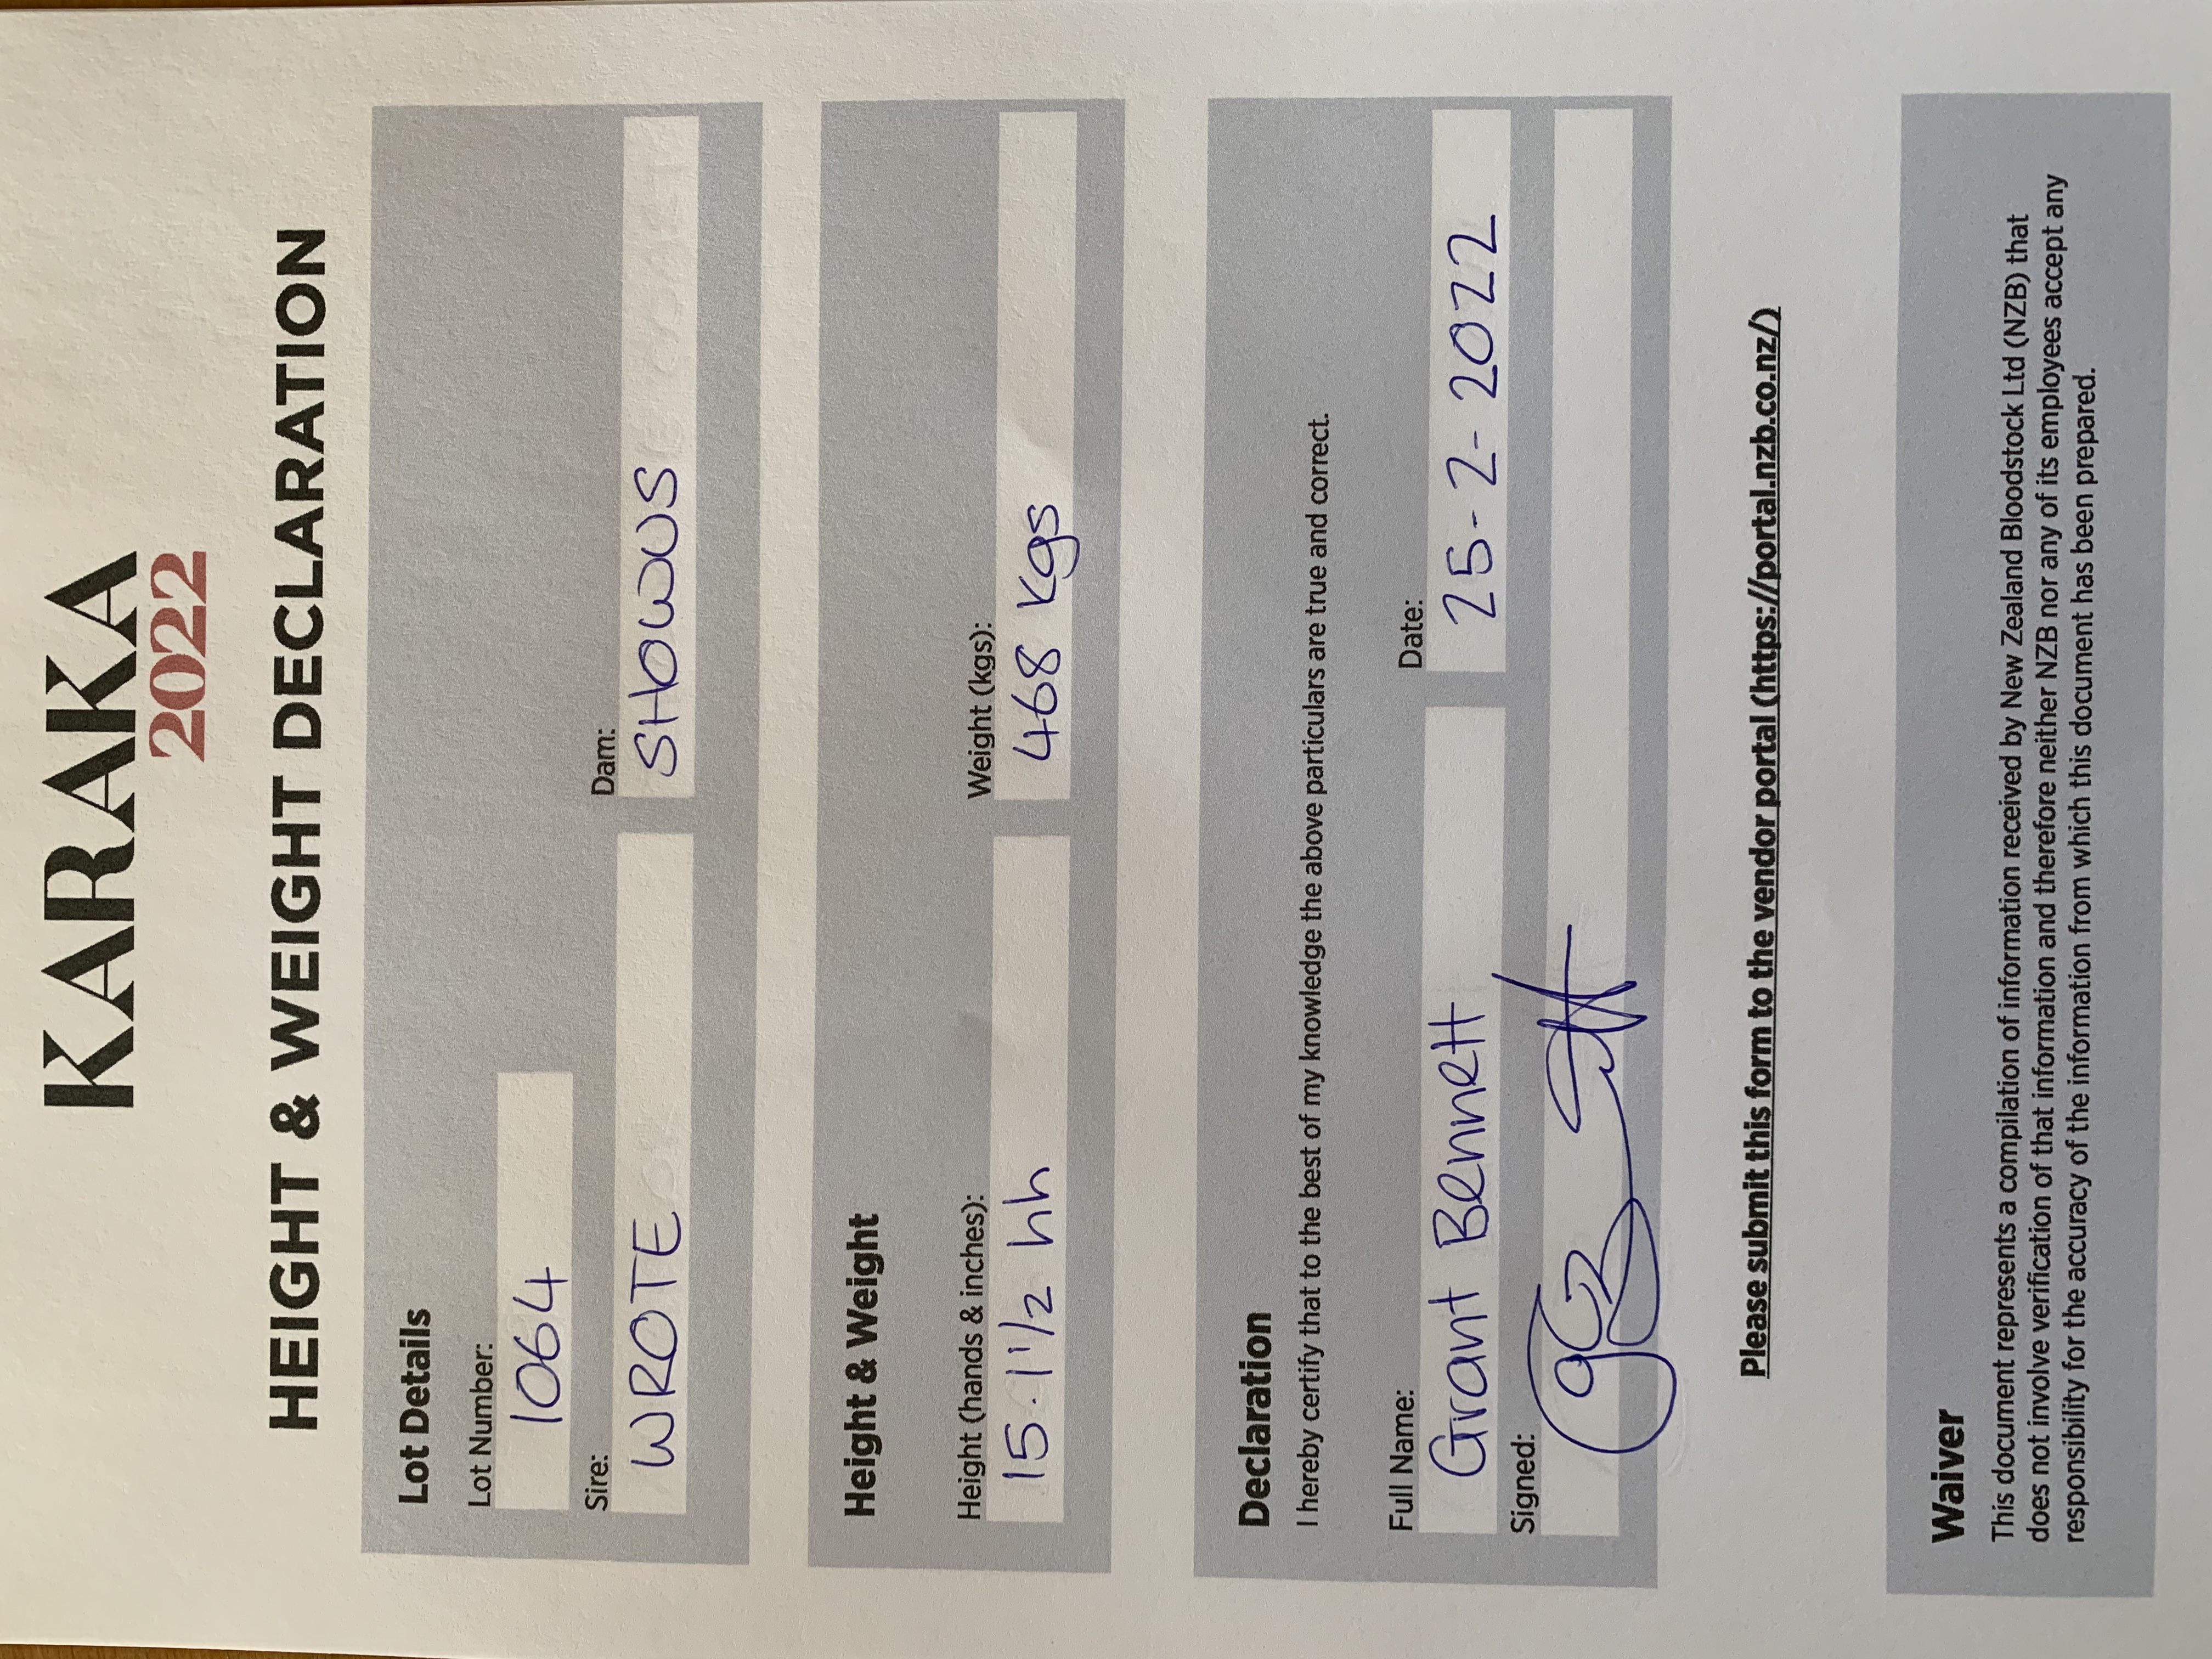 KARAKA
2022
HEIGHT & WEIGHT DECLARATION
Lot Details
Lot Number:
1064
Sire: Dam:
WROTE SHOWUS
Height & Weight
Height (hands & inches): Weight (kgs):
15.1 1/2 hh 468 kgs
Declaration
I hereby certify that to the best of my knowledge the above particulars are true and correct.
Full Name: Date:
Grant Bennett 25-2-2022
Signed:
Please submit this form to the vendor portal (https://portal.nzb.co.nz/)
Waiver
This document represents a compilation of information received by New Zealand Bloodstock Ltd (NZB) that
does not involve verification of that information and therefore neither NZB nor any of its employees accept any
responsibility for the accuracy of the information from which this document has been prepared.